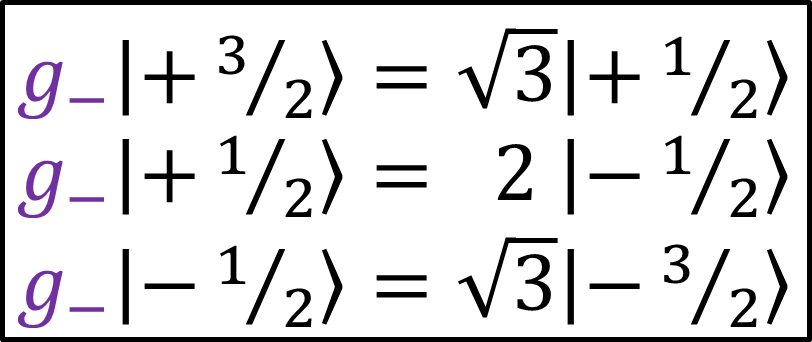 g₋|+ ³/₂⟩ = √3|+ ¹/₂⟩
g₋|+ ¹/₂⟩ = 2 |− ¹/₂⟩
g₋|− ¹/₂⟩ = √3|− ³/₂⟩